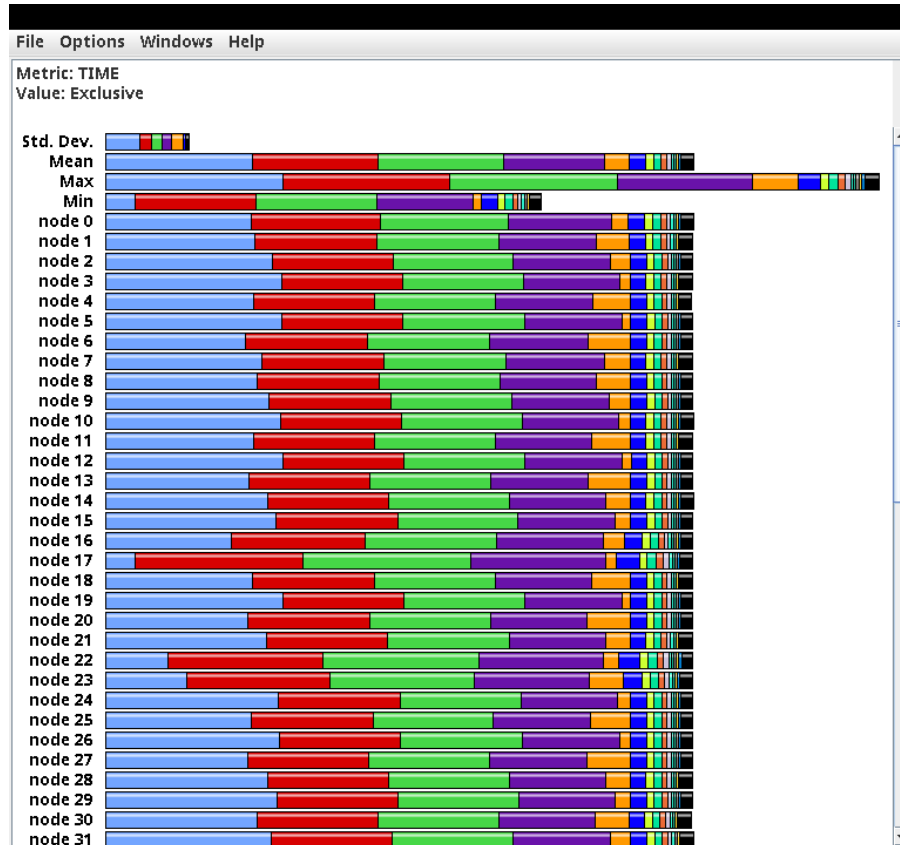 File Options Windows Help
Metric: TIME
Value: Exclusive
Std. Dev.
Mean
Max
Min
node 0
node 1
node 2
node 3
node 4
node 5
node 6
node 7
node 8
node 9
node 10
node 11
node 12
node 13
node 14
node 15
node 16
node 17
node 18
node 19
node 20
node 21
node 22
node 23
node 24
node 25
node 26
node 27
node 28
node 29
node 30
node 31